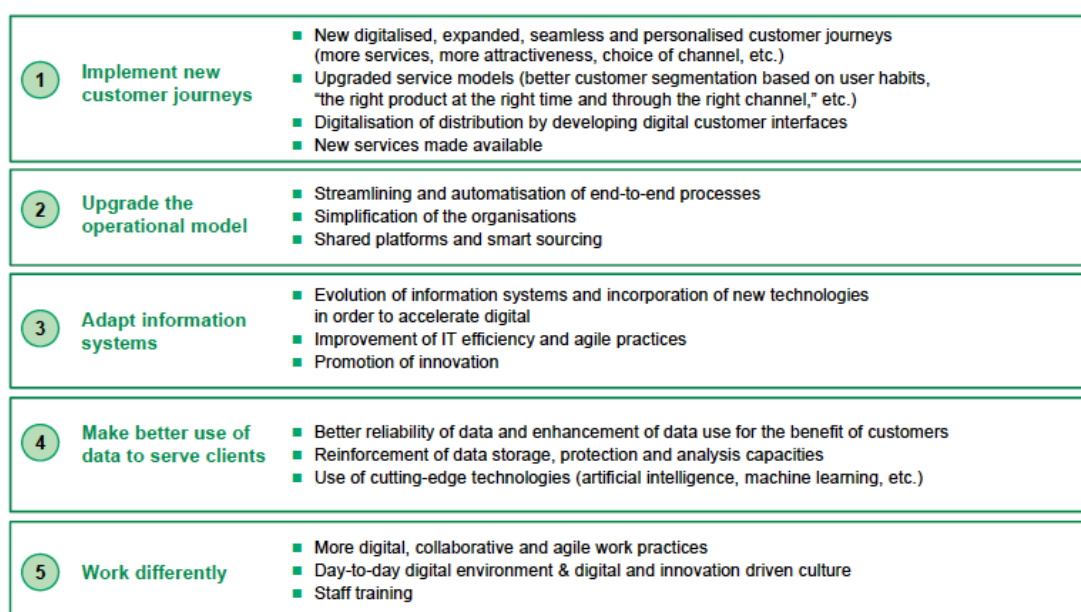 1
Implement new
customer journeys
■ New digitalised, expanded, seamless and personalised customer journeys
(more services, more attractiveness, choice of channel, etc.)
■ Upgraded service models (better customer segmentation based on user habits,
“the right product at the right time and through the right channel,” etc.)
■ Digitalisation of distribution by developing digital customer interfaces
■ New services made available
2
Upgrade the
operational model
■ Streamlining and automatisation of end-to-end processes
■ Simplification of the organisations
■ Shared platforms and smart sourcing
3
Adapt information
systems
■ Evolution of information systems and incorporation of new technologies
in order to accelerate digital
■ Improvement of IT efficiency and agile practices
■ Promotion of innovation
4
Make better use of
data to serve clients
■ Better reliability of data and enhancement of data use for the benefit of customers
■ Reinforcement of data storage, protection and analysis capacities
■ Use of cutting-edge technologies (artificial intelligence, machine learning, etc.)
5
Work differently
■ More digital, collaborative and agile work practices
■ Day-to-day digital environment & digital and innovation driven culture
■ Staff training